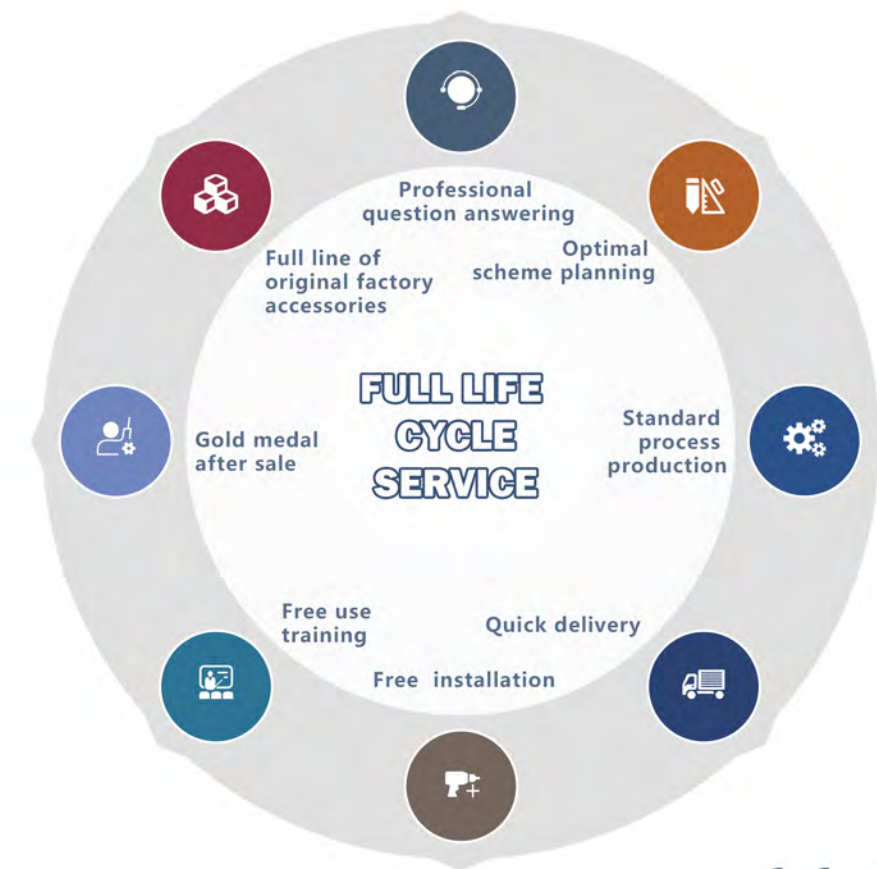 Professional
question answering
Optimal
scheme planning
Full line of
original factory
accessories
FULL LIFE
CYCLE
SERVICE
Standard
process
production
Gold medal
after sale
Free use
training
Quick delivery
Free installation